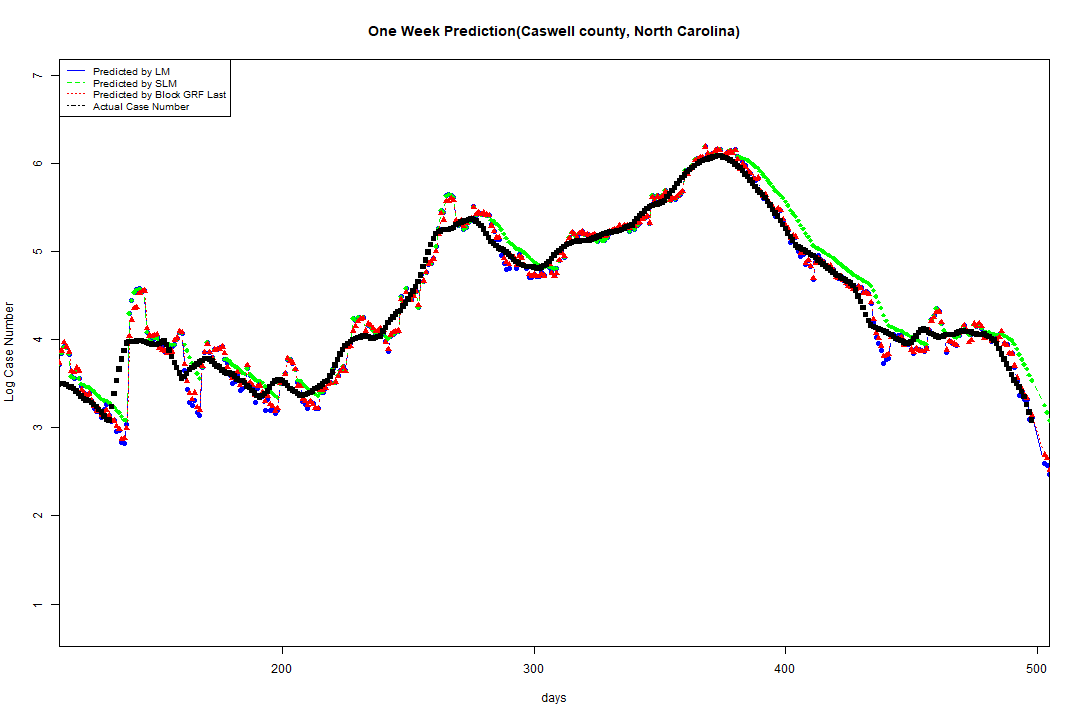 One Week Prediction(Caswell county, North Carolina)
Predicted by LM
Predicted by SLM
Predicted by Block GRF Last
Actual Case Number
7
6
5
4
3
2
1
Log Case Number
200 300 400 500
days